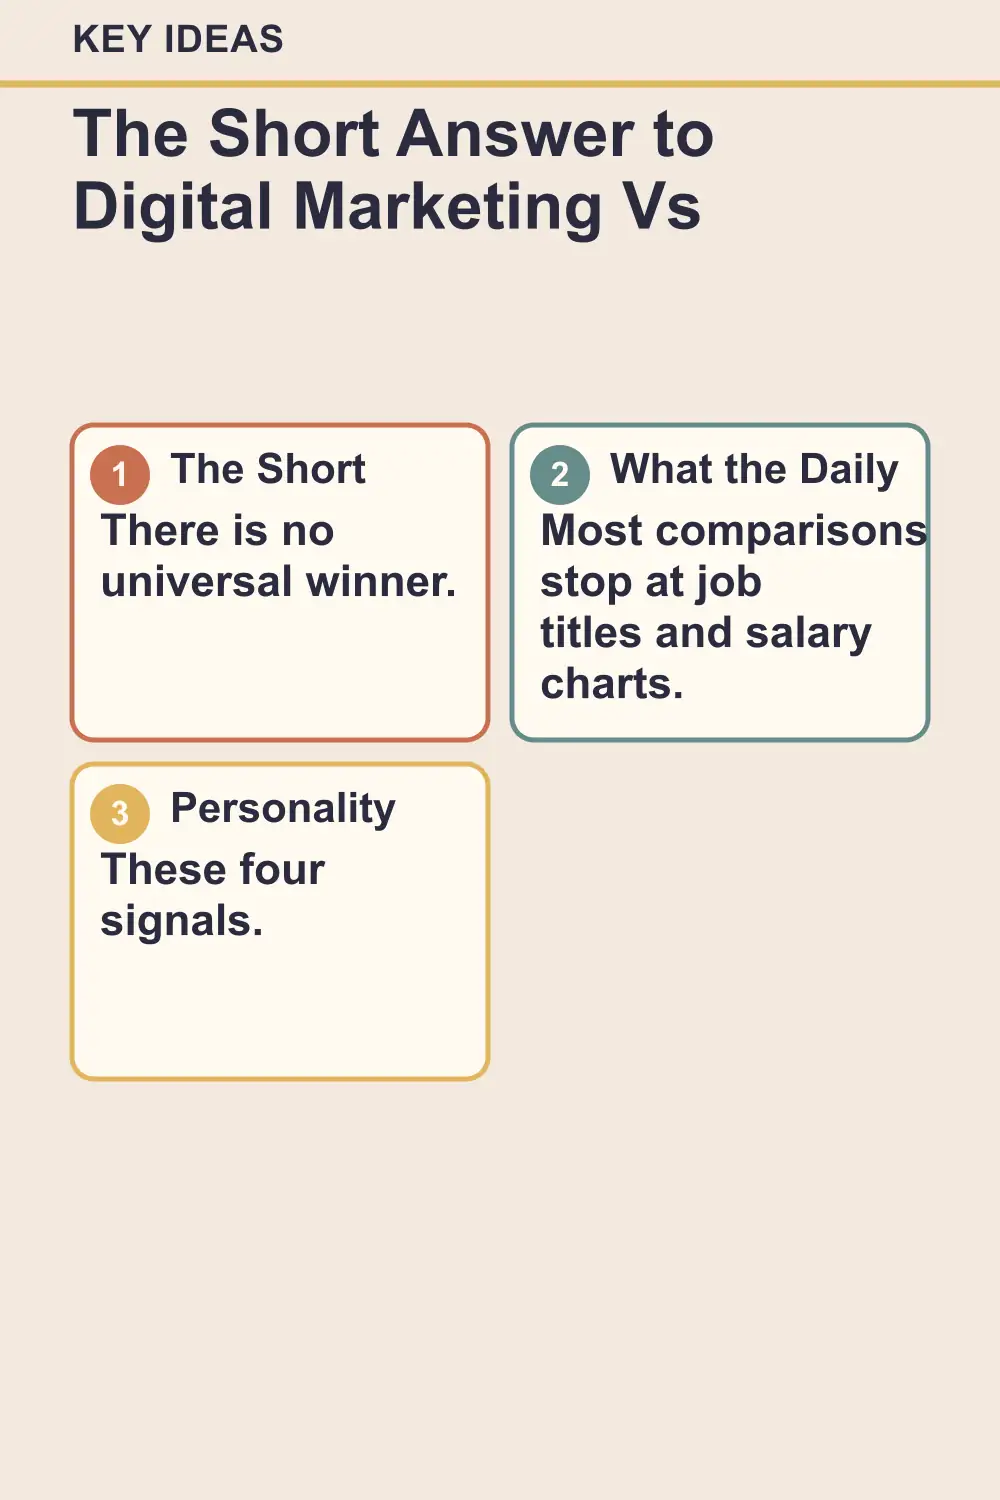 KEY IDEAS
The Short Answer to
Digital Marketing Vs
1 The Short
There is no
universal winner.
2 What the Daily
Most comparisons
stop at job
titles and salary
charts.
3 Personality
These four
signals.